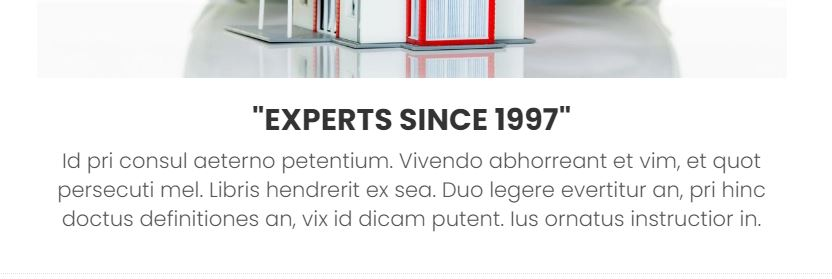 "EXPERTS SINCE 1997"
Id pri consul aeterno petentium. Vivendo abhorreant et vim, et quot
persecuti mel. Libris hendrerit ex sea. Duo legere evertitur an, pri hinc
doctus definitiones an, vix id dicam putent. Ius ornatus instructior in.